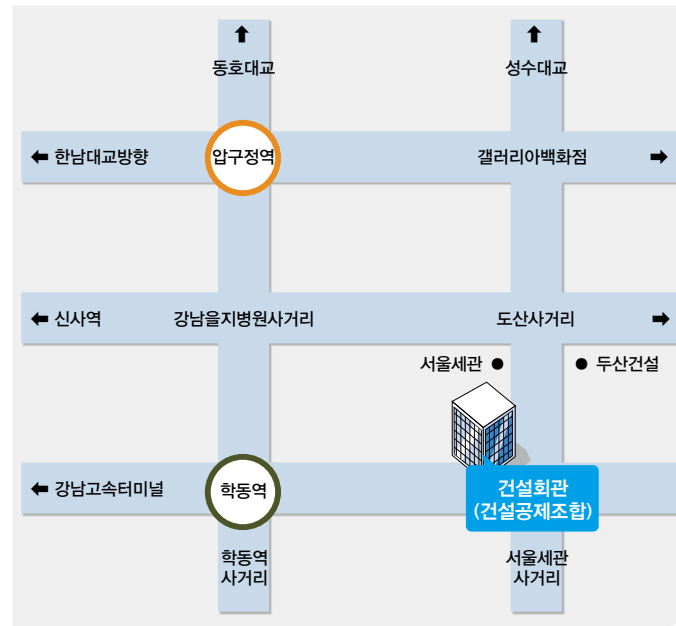 동호대교
성수대교
한남대교방향
압구정역
갤러리아백화점
신사역
강남을지병원사거리
도산사거리
서울세관
두산건설
강남고속터미널
학동역
건설회관
(건설공제조합)
학동역
사거리
서울세관
사거리